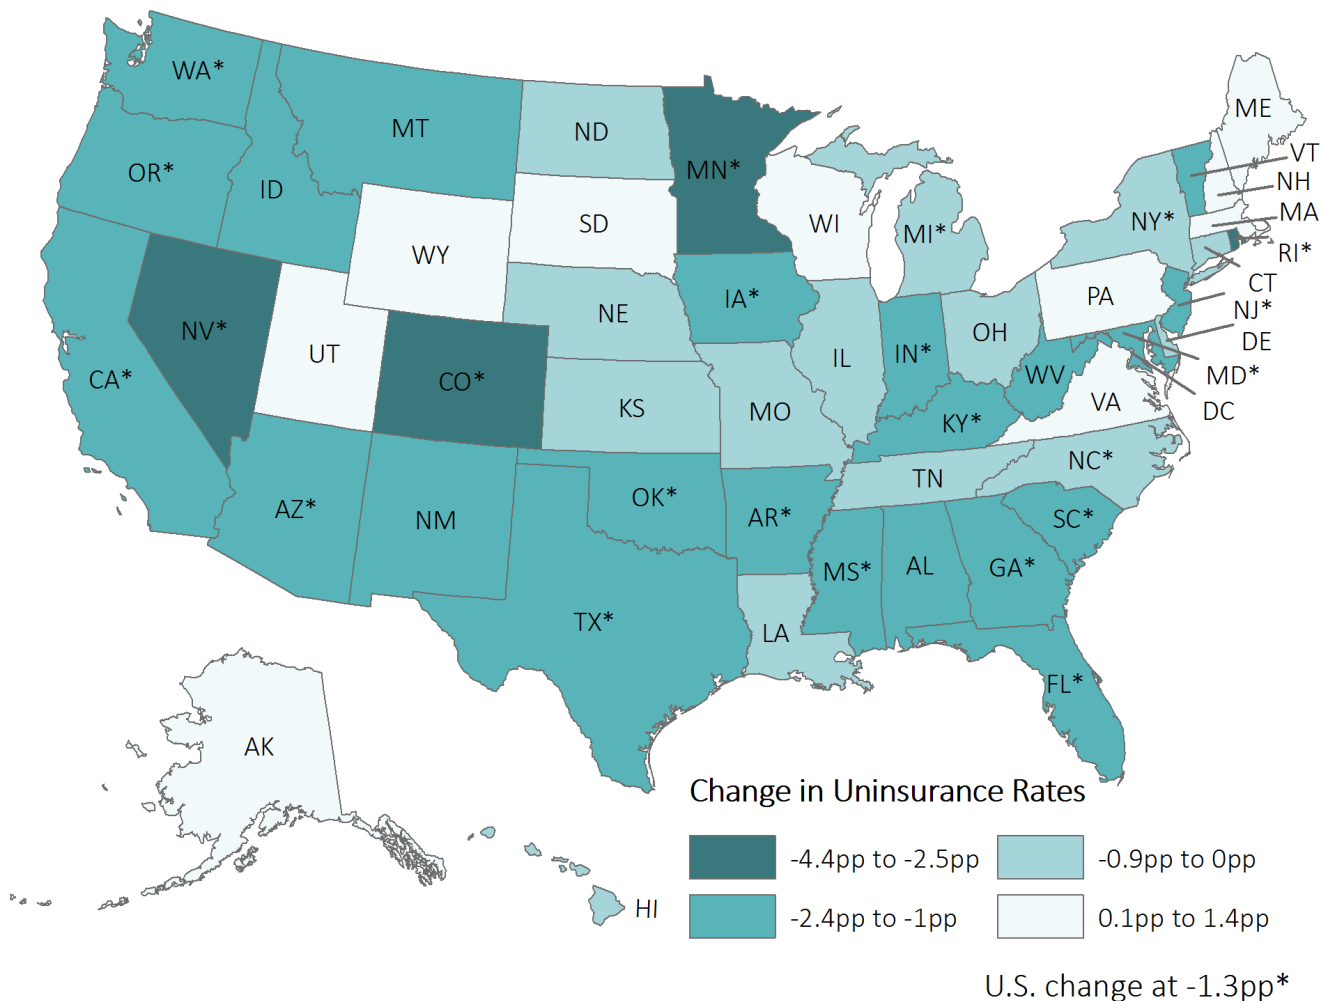 WA*
ME
MT
ND
VT
OR*
MN*
NH
ID
SD
WI
NY*
MA
MI*
RI*
WY
CT
PA
IA*
NJ*
NE
NV*
OH
DE
UT
IL
IN*
CA*
CO*
WV
MD*
KS
MO
VA
DC
KY*
NC*
TN
OK*
AZ*
NM
AR*
SC*
MS*
AL
GA*
TX*
LA
FL*
AK
Change in Uninsurance Rates
-4.4pp to -2.5pp
-0.9pp to 0pp
HI
-2.4pp to -1pp
0.1pp to 1.4pp
U.S. change at -1.3pp*